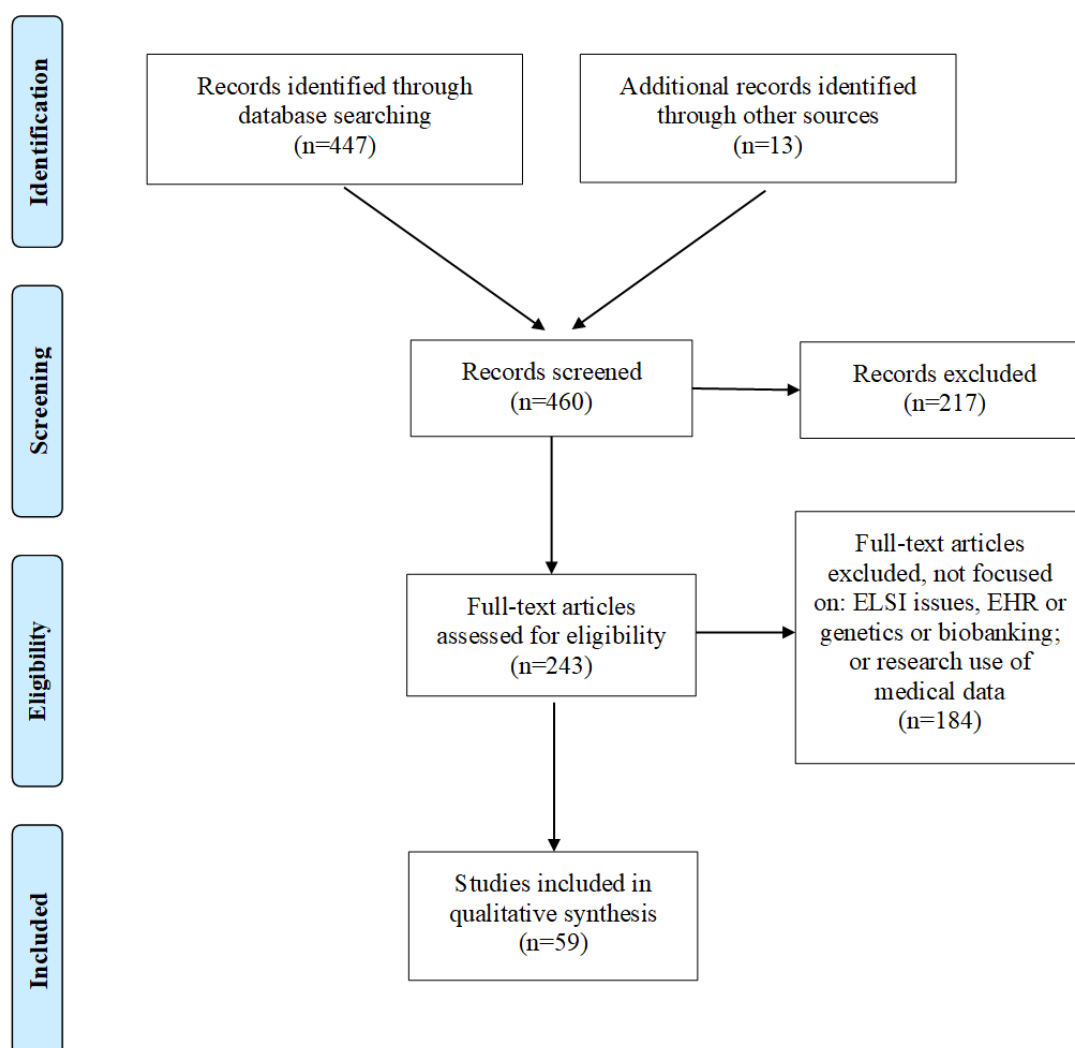 Identification
Records identified through
database searching
(n=447)
Additional records identified
through other sources
(n=13)
Screening
Records screened
(n=460)
Records excluded
(n=217)
Eligibility
Full-text articles
assessed for eligibility
(n=243)
Full-text articles
excluded, not focused
on: ELSI issues, EHR or
genetics or biobanking;
or research use of
medical data
(n=184)
Included
Studies included in
qualitative synthesis
(n=59)